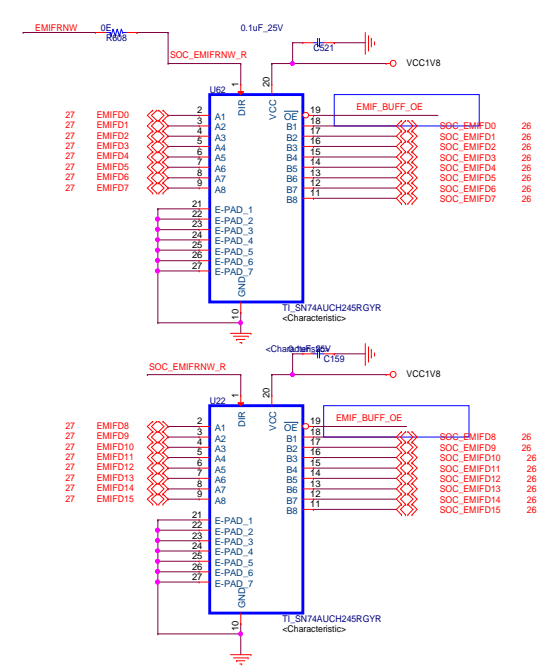 EMIFRNW 0E 0.1uF_25V
R608
SOC_EMIFRNW_R C521
VCC1V8
U62 1 20
DIR VCC OE 19 EMIF_BUFF_OE
27 EMIFD0 2 A1 B1 18 SOC_EMIFD0 26
27 EMIFD1 3 A2 B2 17 SOC_EMIFD1 26
27 EMIFD2 4 A3 B3 16 SOC_EMIFD2 26
27 EMIFD3 5 A4 B4 15 SOC_EMIFD3 26
27 EMIFD4 6 A5 B5 14 SOC_EMIFD4 26
27 EMIFD5 7 A6 B6 13 SOC_EMIFD5 26
27 EMIFD6 8 A7 B7 12 SOC_EMIFD6 26
27 EMIFD7 9 A8 B8 11 SOC_EMIFD7 26
21 E-PAD_1
22 E-PAD_2
23 E-PAD_3
24 E-PAD_4
25 E-PAD_5
26 E-PAD_6
27 E-PAD_7
GND
10 TI_SN74AUCH245RGYR
<Characteristic>
<Characteristic> 0.1uF_25V
C159
SOC_EMIFRNW_R VCC1V8
U22 1 20
DIR VCC OE 19 EMIF_BUFF_OE
27 EMIFD8 2 A1 B1 18 SOC_EMIFD8 26
27 EMIFD9 3 A2 B2 17 SOC_EMIFD9 26
27 EMIFD10 4 A3 B3 16 SOC_EMIFD10 26
27 EMIFD11 5 A4 B4 15 SOC_EMIFD11 26
27 EMIFD12 6 A5 B5 14 SOC_EMIFD12 26
27 EMIFD13 7 A6 B6 13 SOC_EMIFD13 26
27 EMIFD14 8 A7 B7 12 SOC_EMIFD14 26
27 EMIFD15 9 A8 B8 11 SOC_EMIFD15 26
21 E-PAD_1
22 E-PAD_2
23 E-PAD_3
24 E-PAD_4
25 E-PAD_5
26 E-PAD_6
27 E-PAD_7
GND
10 TI_SN74AUCH245RGYR
<Characteristic>